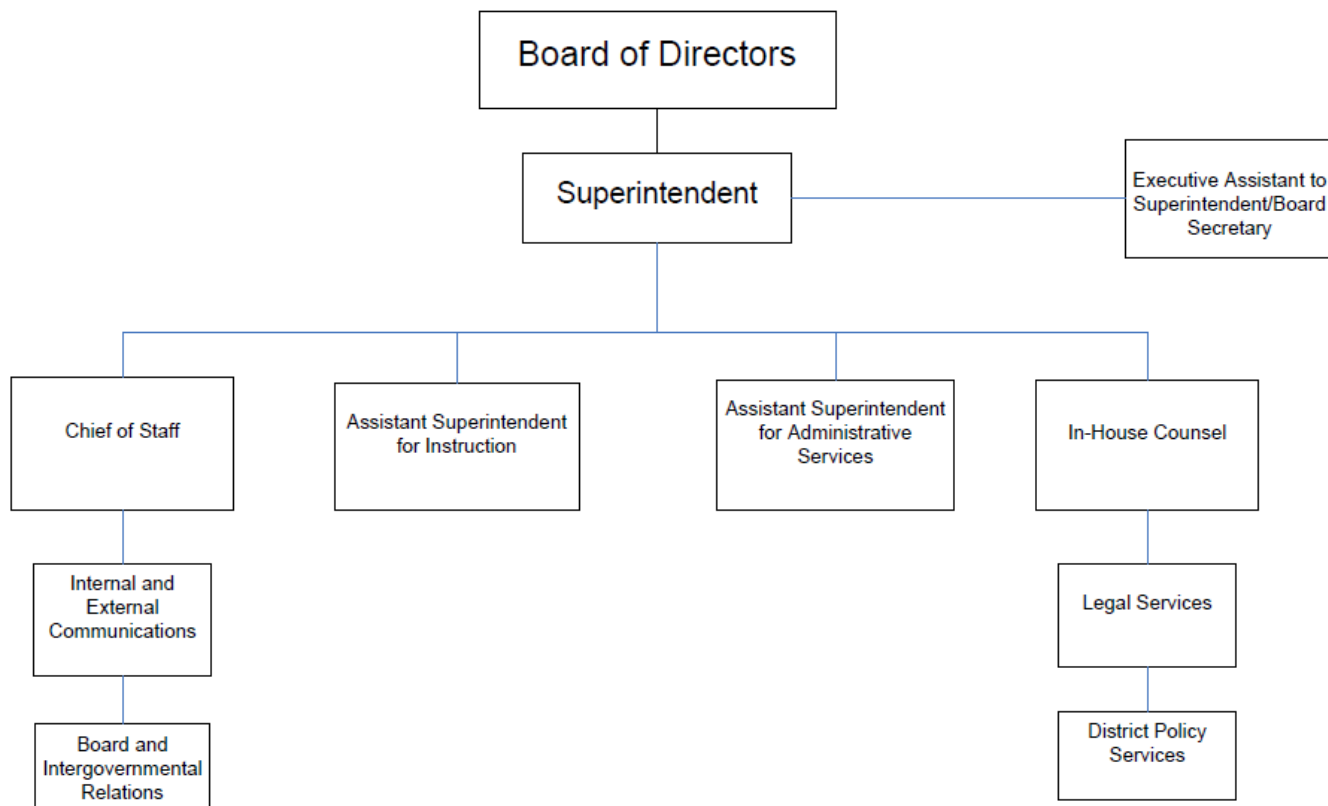 Board of Directors
Superintendent
Executive Assistant to
Superintendent/Board
Secretary
Chief of Staff
Assistant Superintendent
for Instruction
Assistant Superintendent
for Administrative
Services
In-House Counsel
Internal and
External
Communications
Legal Services
Board and
Intergovernmental
Relations
District Policy
Services